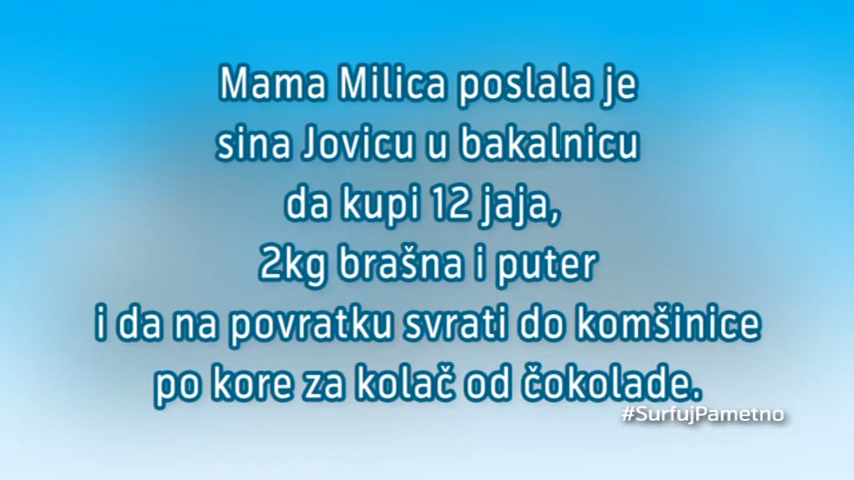 Mama Milica poslala je
sina Jovicu u bakalnicu
da kupi 12 jaja,
2kg brašna i puter
i da na povratku svrati do komšinice
po kore za kolač od čokolade.
#SurfujPametno